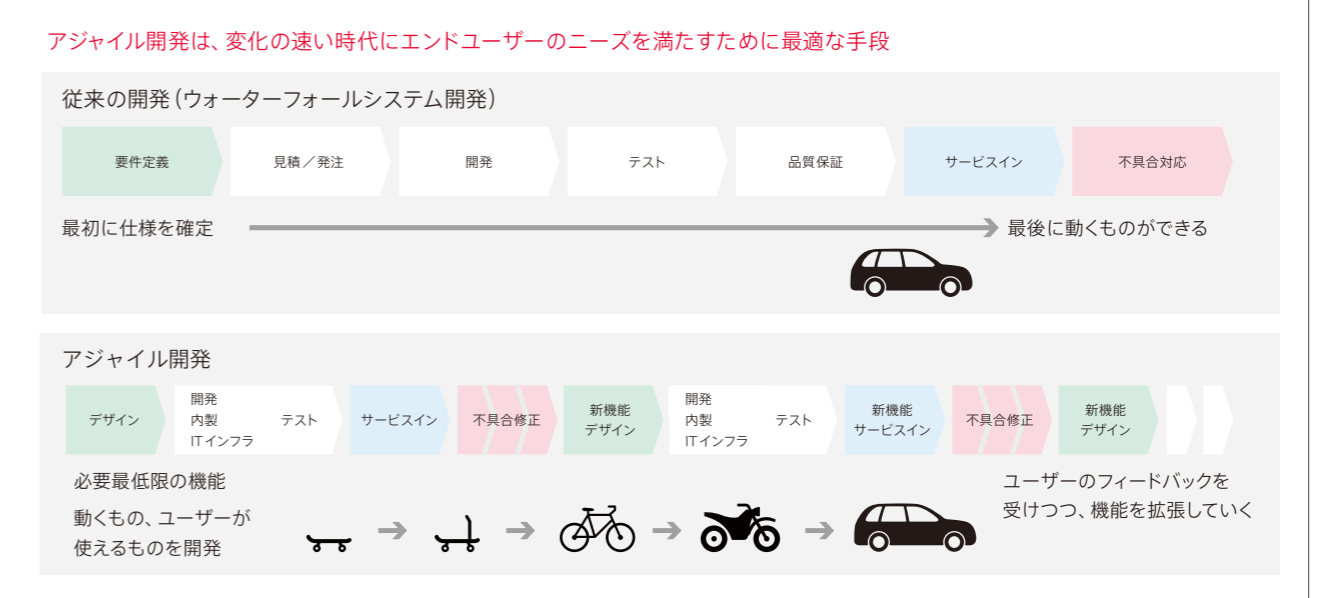 アジャイル開発は、変化の速い時代にエンドユーザーのニーズを満たすために最適な手段
従来の開発（ウォーターフォールシステム開発）
要件定義
見積／発注
開発
テスト
品質保証
サービスイン
不具合対応
最初に仕様を確定
最後に動くものができる
アジャイル開発
デザイン
開発
内製
ITインフラ
テスト
サービスイン
不具合修正
新機能
デザイン
開発
内製
ITインフラ
テスト
新機能
サービスイン
不具合修正
新機能
デザイン
必要最低限の機能
動くもの、ユーザーが
使えるものを開発
ユーザーのフィードバックを
受けつつ、機能を拡張していく